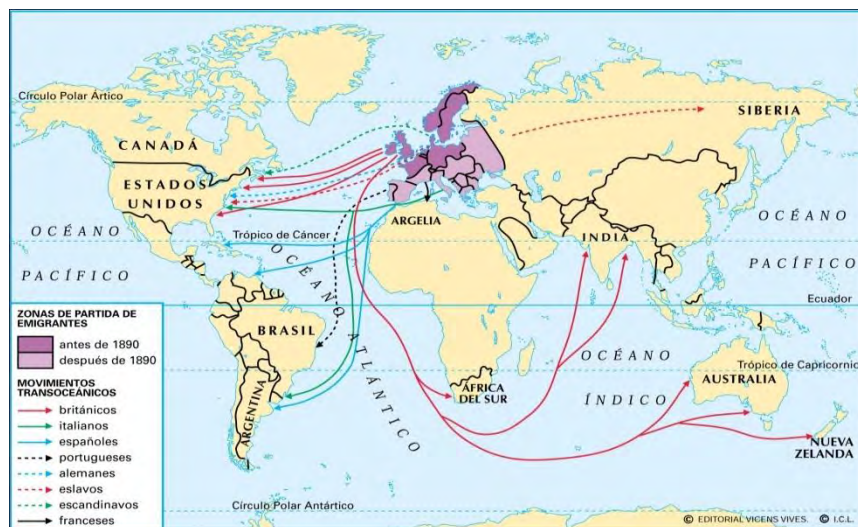 Círculo Polar Ártico
CANADÁ
ESTADOS
UNIDOS
SIBERIA
ARGELIA
INDIA
OCÉANO
PACÍFICO
Trópico de Cáncer
OCÉANO ATLÁNTICO
OCÉANO
PACÍFICO
Ecuador
BRASIL
ARGENTINA
ÁFRICA
DEL SUR
OCÉANO
ÍNDICO
Trópico de Capricornio
AUSTRALIA
NUEVA
ZELANDA
Círculo Polar Antártico
ZONAS DE PARTIDA DE
EMIGRANTES
antes de 1890
después de 1890
MOVIMIENTOS
TRANSOCEÁNICOS
británicos
italianos
españoles
portugueses
alemanes
eslavos
escandinavos
franceses
© EDITORIAL VICENS VIVES. © I.C.L.